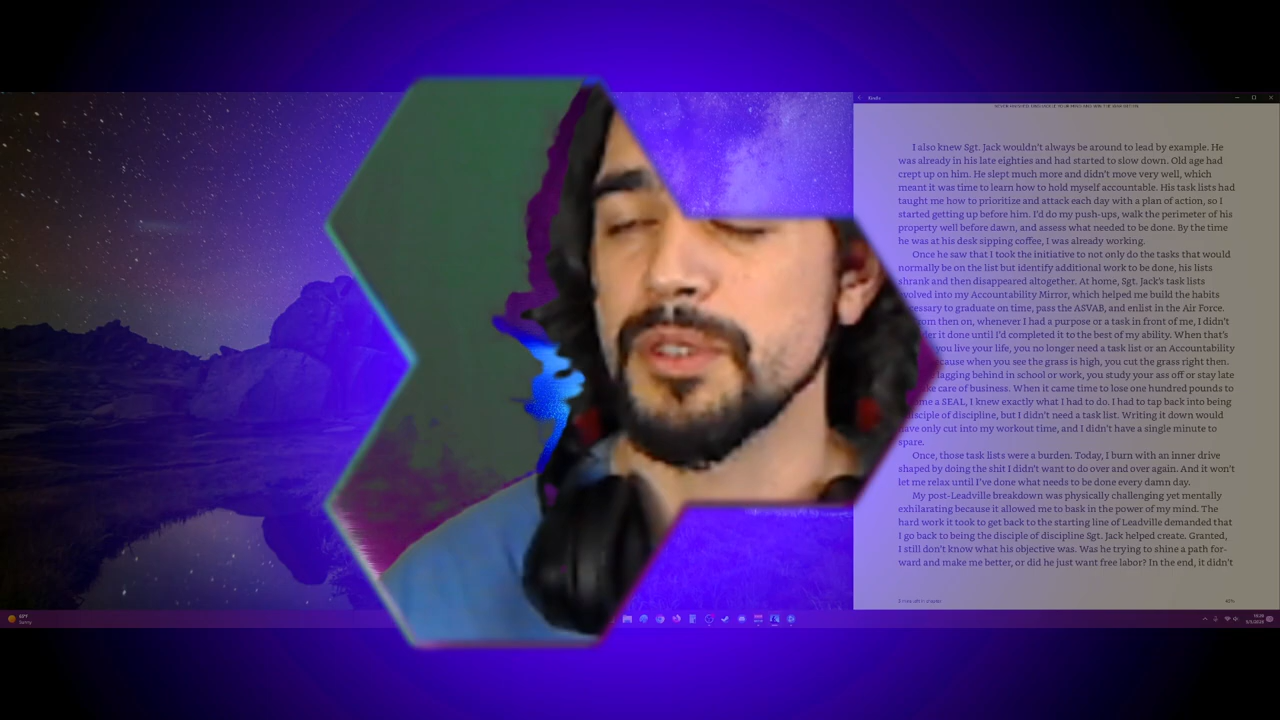 Kindle
I also knew Sgt. Jack wouldn't always be around to lead by example. He
was already in his late eighties and had started to slow down. Old age had
crept up on him. He slept much more and didn't move very well, which
meant it was time to learn how to hold myself accountable. His task lists had
taught me how to prioritize and attack each day with a plan of action, so I
started getting up before him. I'd do my push-ups, walk the perimeter of his
property well before dawn, and assess what needed to be done. By the time
he was at his desk sipping coffee, I was already working.
Once he saw that I took the initiative to not only do the tasks that would
normally be on the list but identify additional work to be done, his lists
shrank and then disappeared altogether. At home, Sgt. Jack's task lists
evolved into my Accountability Mirror, which helped me build the habits
necessary to graduate on time, pass the ASVAB, and enlist in the Air Force.
from then on, whenever I had a purpose or a task in front of me, I didn't
it done until I'd completed it to the best of my ability. When that's
you live your life, you no longer need a task list or an Accountability
because when you see the grass is high, you cut the grass right then.
lagging behind in school or work, you study your ass off or stay late
care of business. When it came time to lose one hundred pounds to
a SEAL, I knew exactly what I had to do. I had to tap back into being
disciple of discipline, but I didn't need a task list. Writing it down would
have only cut into my workout time, and I didn't have a single minute to
spare.
Once, those task lists were a burden. Today, I burn with an inner drive
shaped by doing the shit I didn't want to do over and over again. And it won't
let me relax until I've done what needs to be done every damn day.
My post-Leadville breakdown was physically challenging yet mentally
exhilarating because it allowed me to bask in the power of my mind. The
hard work it took to get back to the starting line of Leadville demanded that
I go back to being the disciple of discipline Sgt. Jack helped create. Granted,
I still don't know what his objective was. Was he trying to shine a path for-
ward and make me better, or did he just want free labor? In the end, it didn't
Sunny